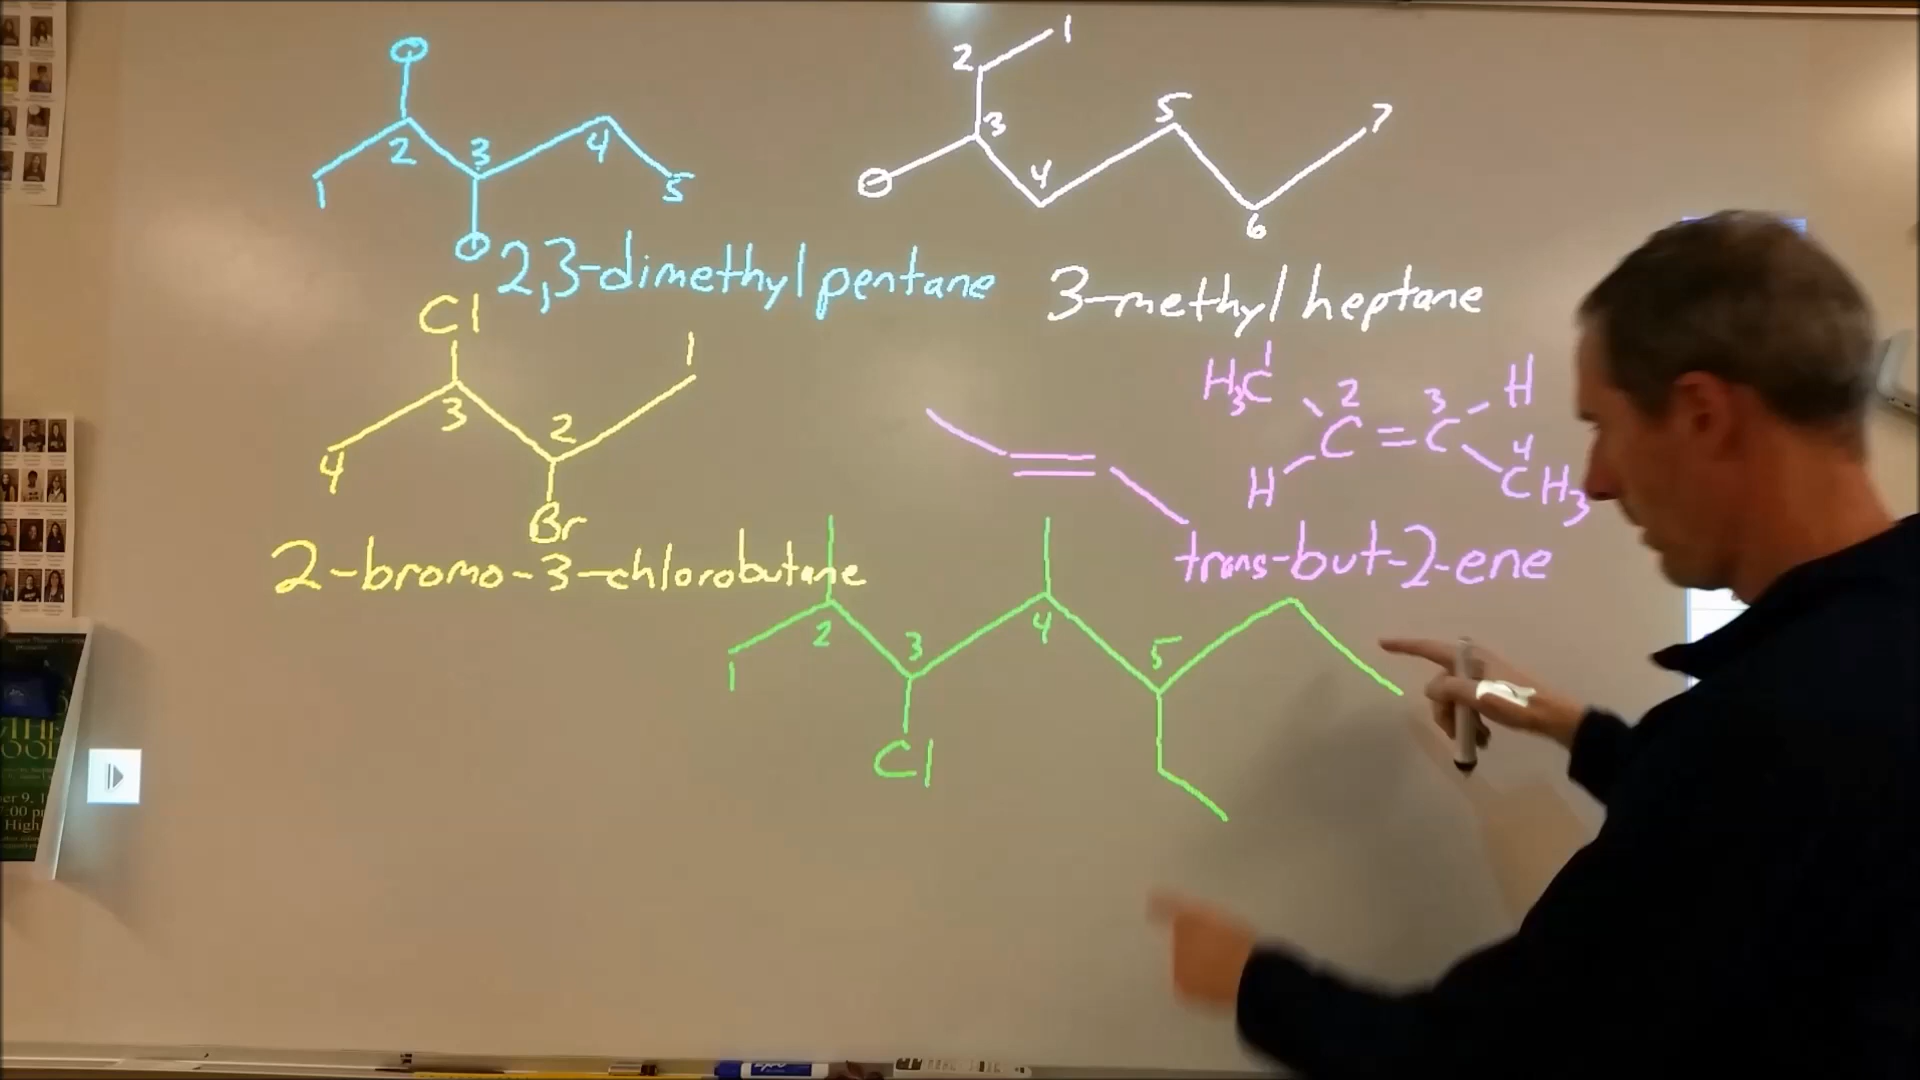 1
2
3
4
5
2,3-dimethylpentane
1
2
3
4
5
6
7
3-methylheptane
Cl
1
3
2
4
Br
2-bromo-3-chlorobutane
1
H3C
2
3
H
C=C
4
H
CH3
trans-but-2-ene
2
3
4
5
1
Cl